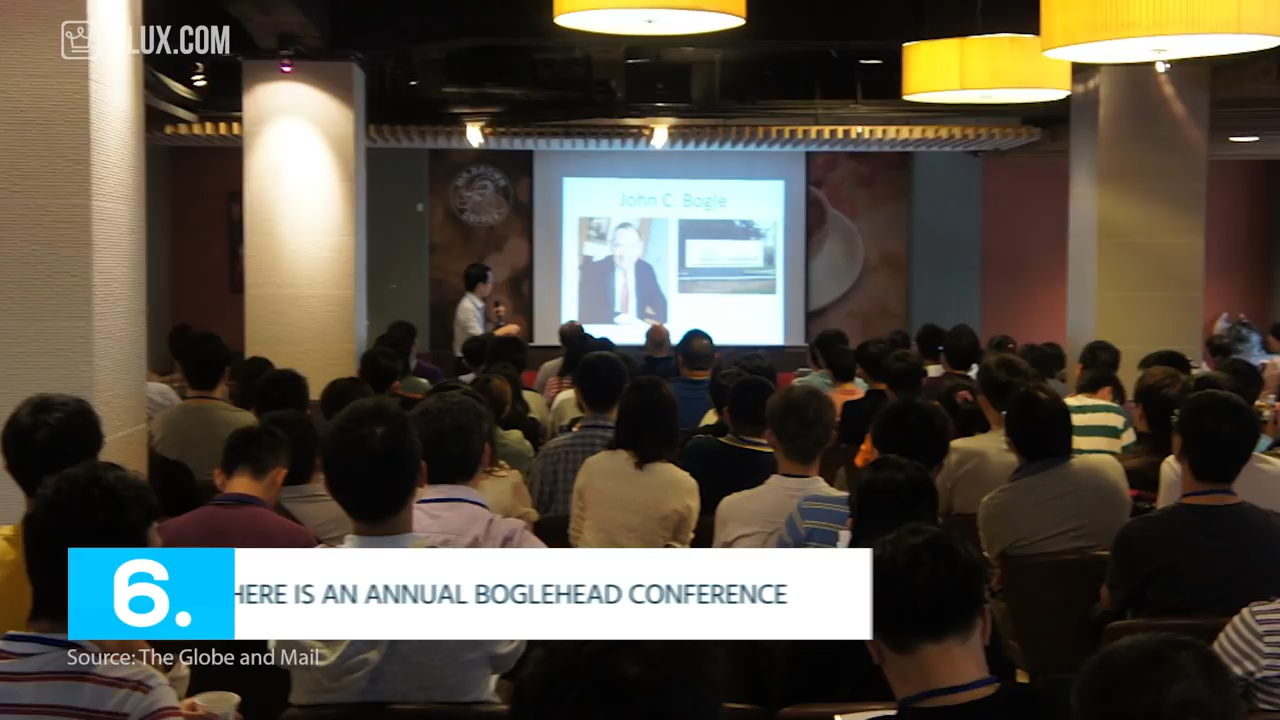 LUX.COM
John C. Bogle
6.
HERE IS AN ANNUAL BOGLEHEAD CONFERENCE
Source: The Globe and Mail